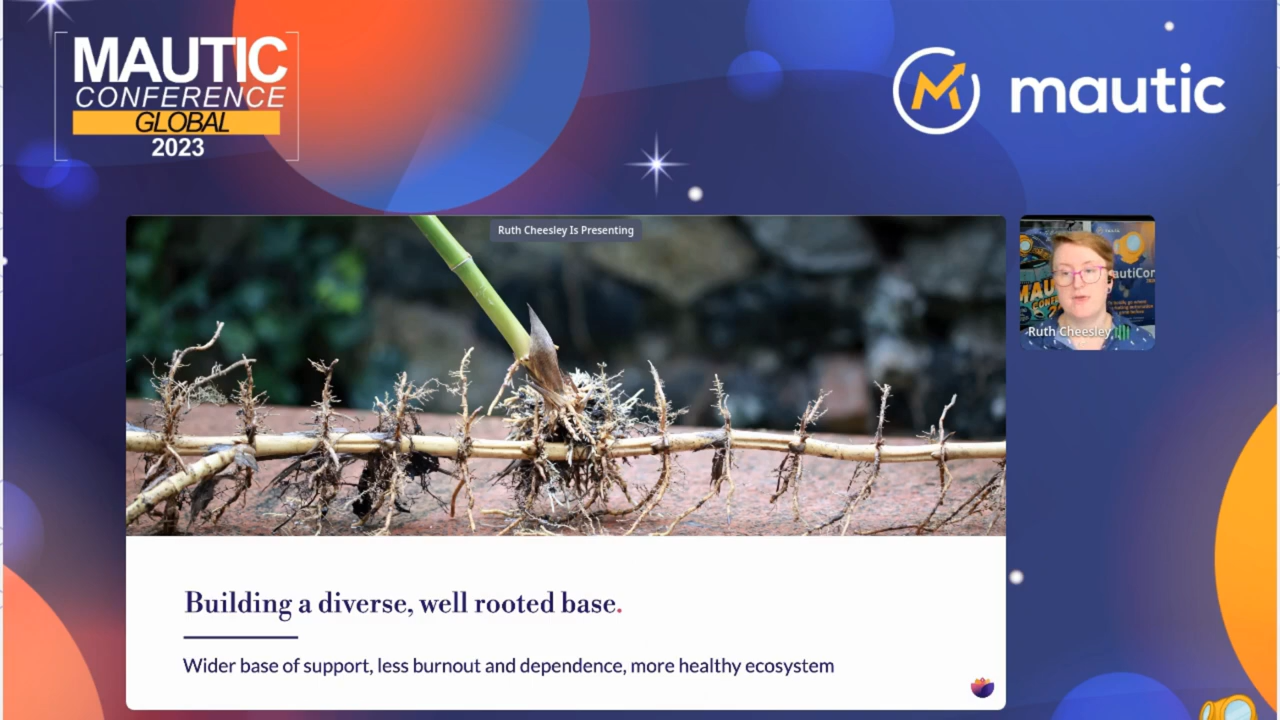 MAUTIC
CONFERENCE
GLOBAL
2023
mautic
Ruth Cheesley Is Presenting
Ruth Cheesley
Building a diverse, well rooted base.
Wider base of support, less burnout and dependence, more healthy ecosystem